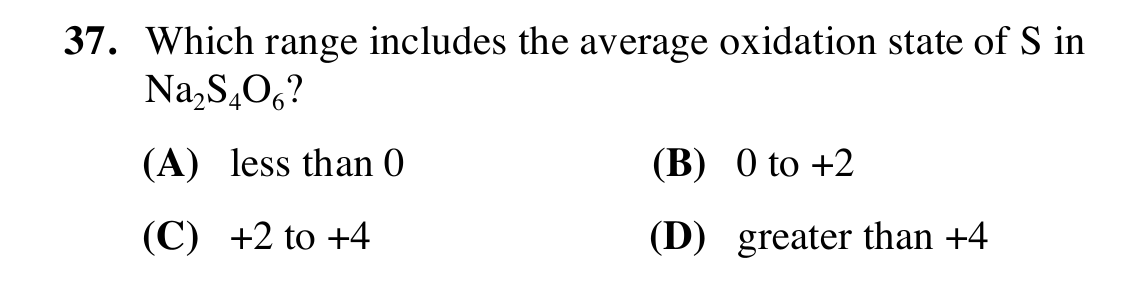 37. Which range includes the average oxidation state of S in
Na₂S₄O₆?
(A) less than 0 (B) 0 to +2
(C) +2 to +4 (D) greater than +4